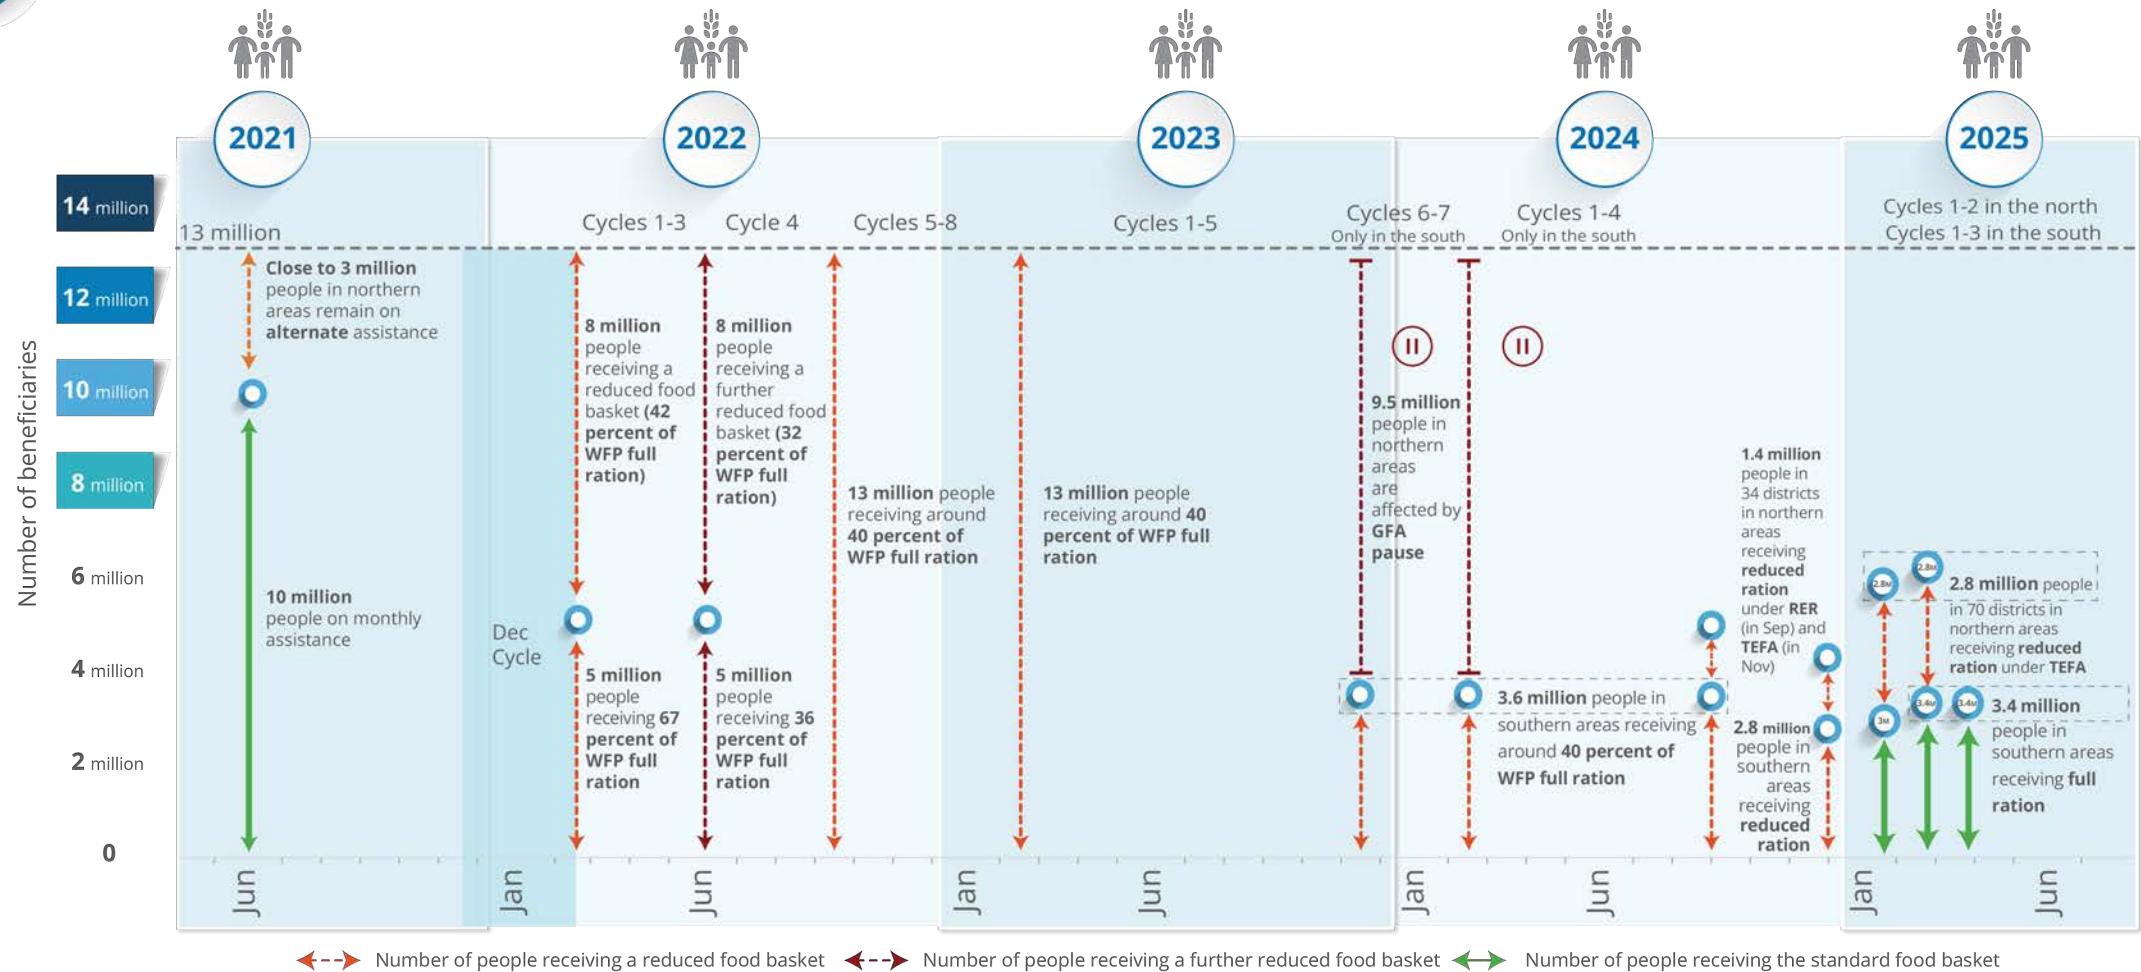 2021
2022
2023
2024
2025
Number of beneficiaries
14 million
12 million
10 million
8 million
6 million
4 million
2 million
0
13 million
Close to 3 million
people in northern
areas remain on
alternate assistance
10 million
people on monthly
assistance
Dec
Cycle
Cycles 1-3
8 million
people
receiving a
reduced food
basket (42
percent of
WFP full
ration)
5 million
people
receiving 67
percent of
WFP full
ration
Cycle 4
8 million
people
receiving a
further
reduced food
basket (32
percent of
WFP full
ration)
5 million
people
receiving 36
percent of
WFP full
ration
Cycles 5-8
13 million people
receiving around
40 percent of
WFP full ration
Cycles 1-5
13 million people
receiving around 40
percent of WFP full
ration
Cycles 6-7
Only in the south
9.5 million
people in
northern
areas
are
affected by
GFA
pause
Cycles 1-4
Only in the south
3.6 million people in
southern areas receiving
around 40 percent of
WFP full ration
1.4 million
people in
34 districts
in northern
areas
receiving
reduced
ration
under RER
(in Sep) and
TEFA (in
Nov)
2.8 million
people in
southern
areas
receiving
reduced
ration
Cycles 1-2 in the north
Cycles 1-3 in the south
2.8M
2.8M
2.8 million people
in 70 districts in
northern areas
receiving reduced
ration under TEFA
3M
3.4M
3.4M
3.4 million
people in
southern areas
receiving full
ration
Jun
Jan
Jun
Jan
Jun
Jan
Jun
Jan
Jun
Number of people receiving a reduced food basket
Number of people receiving a further reduced food basket
Number of people receiving the standard food basket